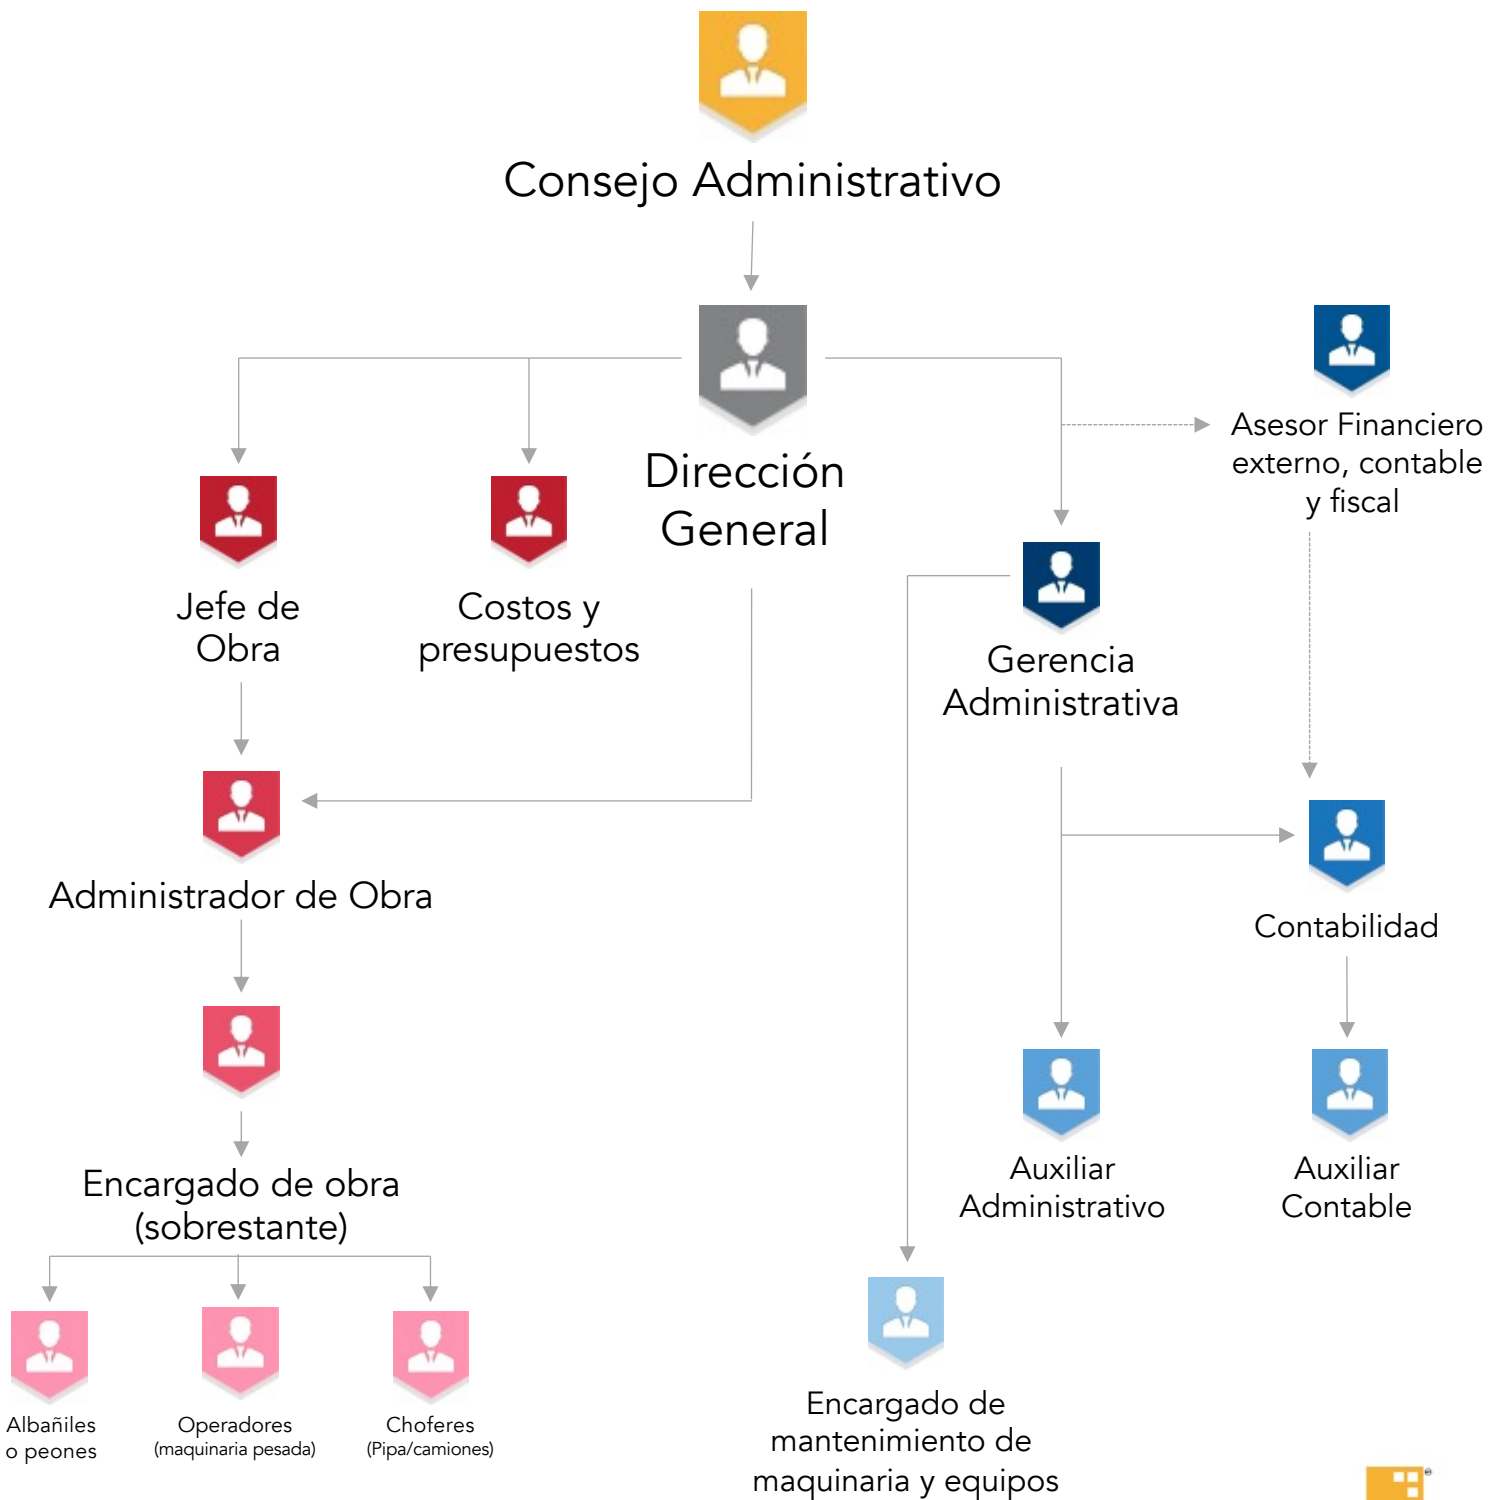 Consejo Administrativo
Dirección
General
Asesor Financiero
externo, contable
y fiscal
Jefe de
Obra
Costos y
presupuestos
Gerencia
Administrativa
Administrador de Obra
Contabilidad
Encargado de obra
(sobrestante)
Auxiliar
Administrativo
Auxiliar
Contable
Albañiles
o peones
Operadores
(maquinaria pesada)
Choferes
(Pipa/camiones)
Encargado de
mantenimiento de
maquinaria y equipos